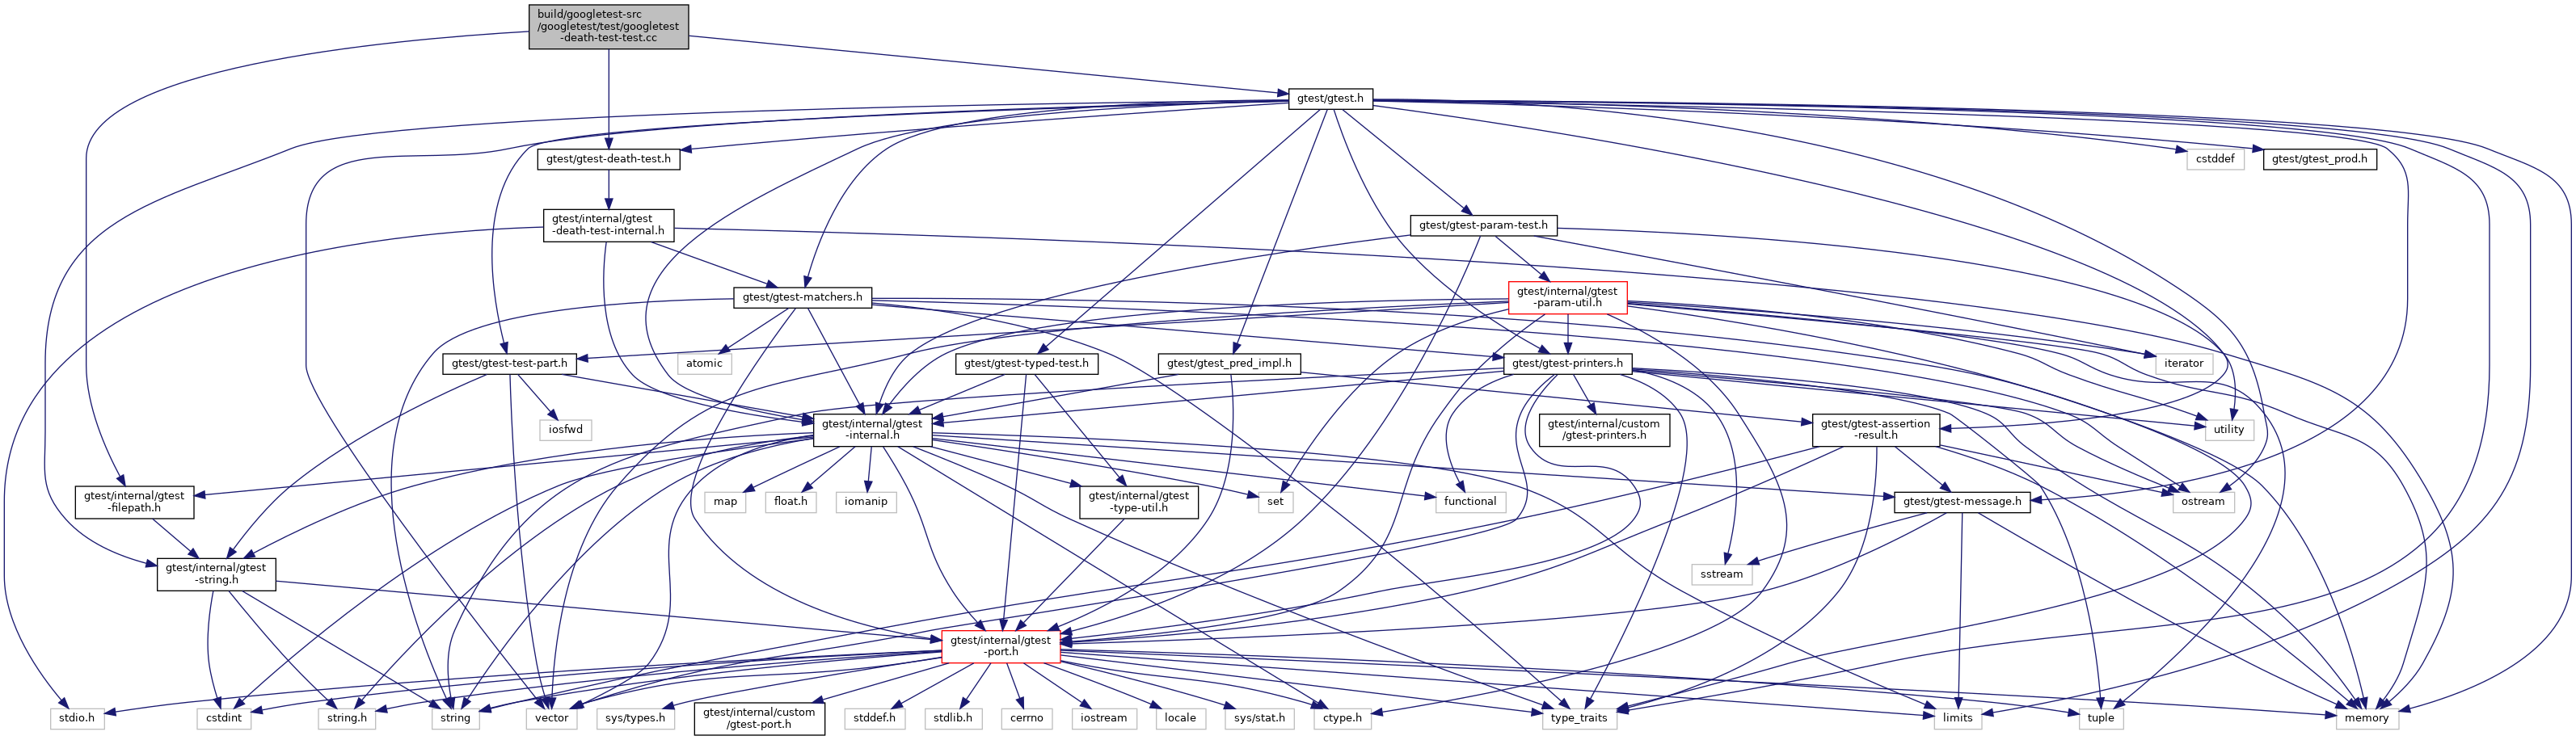 build/googletest-src
/googletest/test/googletest
-death-test-test.cc
gtest/gtest.h
gtest/gtest-death-test.h
cstddef
gtest/gtest_prod.h
gtest/internal/gtest
-death-test-internal.h
gtest/gtest-param-test.h
gtest/gtest-matchers.h
gtest/internal/gtest
-param-util.h
gtest/gtest-test-part.h
atomic
gtest/gtest-typed-test.h
gtest/gtest_pred_impl.h
gtest/gtest-printers.h
iterator
iosfwd
gtest/internal/gtest
-internal.h
gtest/internal/custom
/gtest-printers.h
gtest/gtest-assertion
-result.h
utility
gtest/internal/gtest
-filepath.h
map
float.h
iomanip
gtest/internal/gtest
-type-util.h
set
functional
gtest/gtest-message.h
ostream
gtest/internal/gtest
-string.h
sstream
gtest/internal/gtest
-port.h
stdio.h
cstdint
string.h
string
vector
sys/types.h
gtest/internal/custom
/gtest-port.h
stddef.h
stdlib.h
cerrno
iostream
locale
sys/stat.h
ctype.h
type_traits
limits
tuple
memory